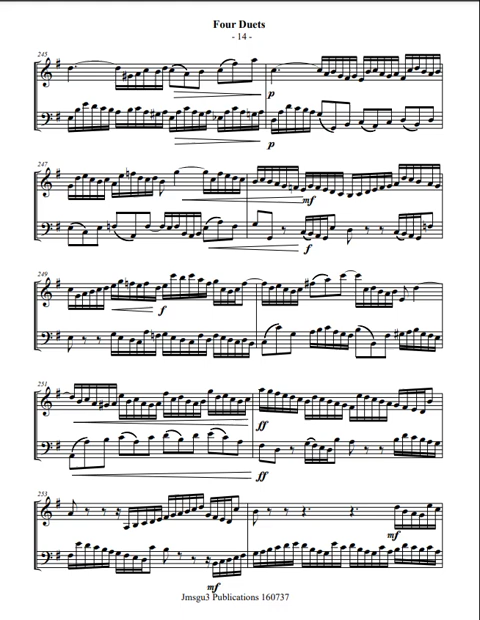 Four Duets
- 14 -
245
p
p
247
mf
f
249
f
251
ff
ff
253
mf
mf
Jmsgu3 Publications 160737